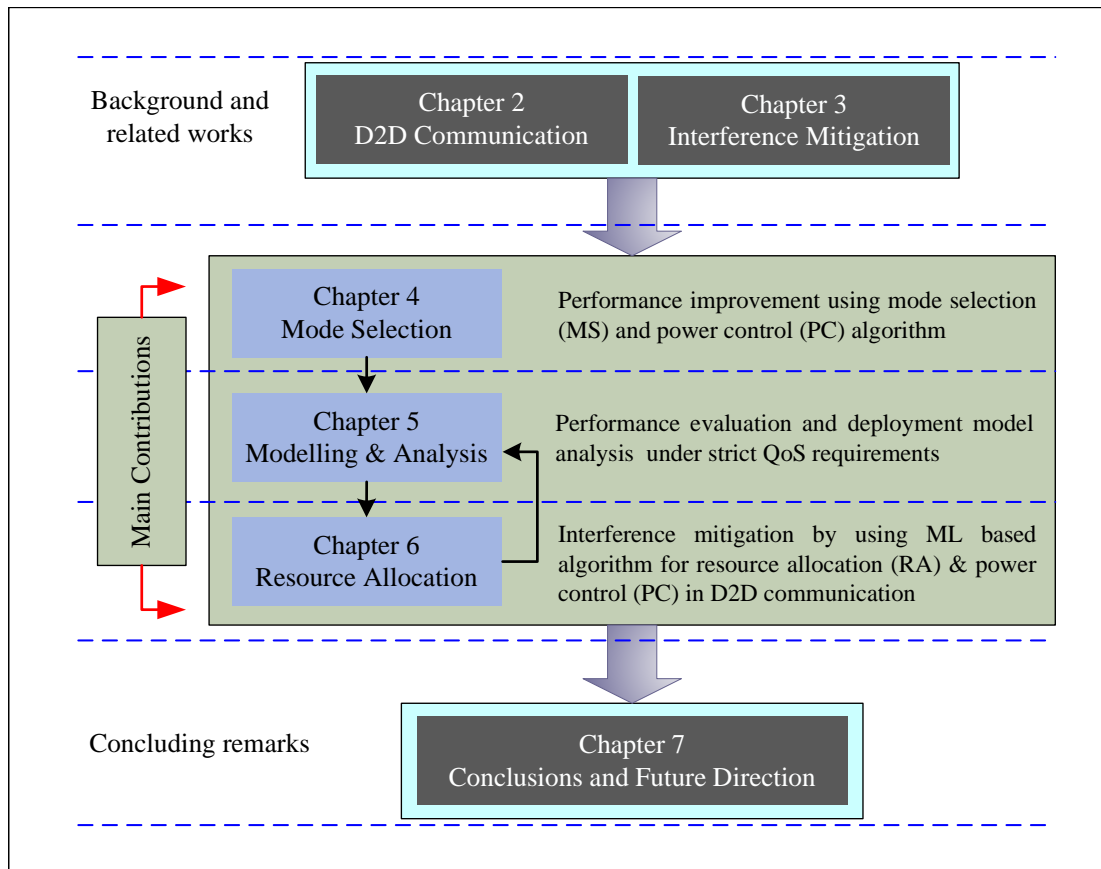 Background and
related works
Chapter 2
D2D Communication
Chapter 3
Interference Mitigation
Main Contributions
Chapter 4
Mode Selection
Performance improvement using mode selection
(MS) and power control (PC) algorithm
Chapter 5
Modelling & Analysis
Performance evaluation and deployment model
analysis under strict QoS requirements
Chapter 6
Resource Allocation
Interference mitigation by using ML based
algorithm for resource allocation (RA) & power
control (PC) in D2D communication
Concluding remarks
Chapter 7
Conclusions and Future Direction